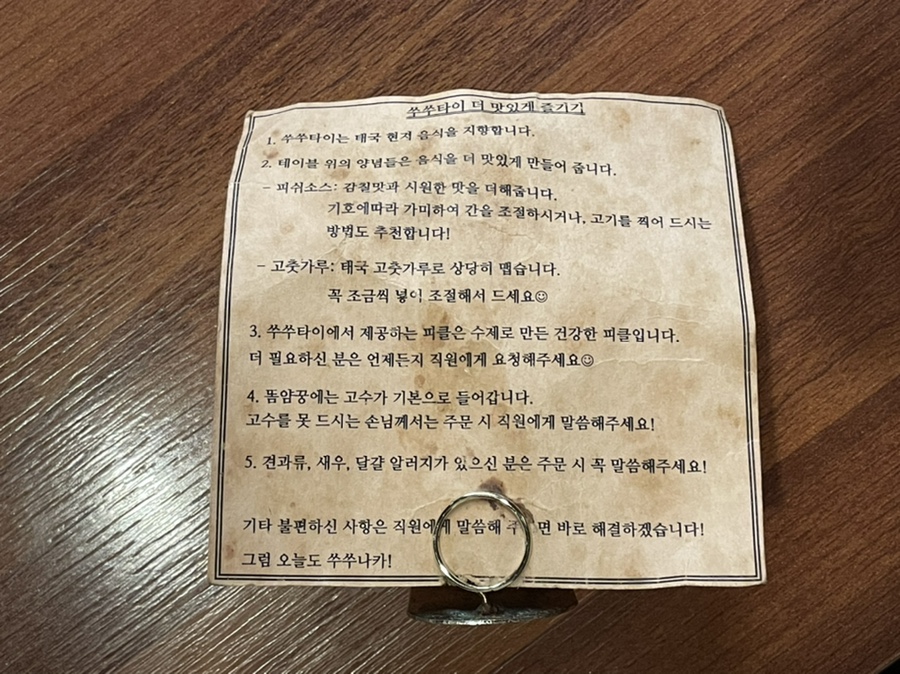 쑤쑤타이 더 맛있게 즐기기
1. 쑤쑤타이는 태국 현지 음식을 지향합니다.
2. 테이블 위의 양념들은 음식을 더 맛있게 만들어 줍니다.
- 피쉬소스: 감칠맛과 시원한 맛을 더해줍니다.
기호에따라 가미하여 간을 조절하시거나, 고기를 찍어 드시는
방법도 추천합니다!
- 고춧가루: 태국 고춧가루로 상당히 맵습니다.
꼭 조금씩 넣어 조절해서 드세요☺
3. 쑤쑤타이에서 제공하는 피클은 수제로 만든 건강한 피클입니다.
더 필요하신 분은 언제든지 직원에게 요청해주세요☺
4. 똠얌꿍에는 고수가 기본으로 들어갑니다.
고수를 못 드시는 손님께서는 주문 시 직원에게 말씀해주세요!
5. 견과류, 새우, 달걀 알러지가 있으신 분은 주문 시 꼭 말씀해주세요!
기타 불편하신 사항은 직원에게 말씀해 주 면 바로 해결하겠습니다!
그럼 오늘도 쑤쑤나카!